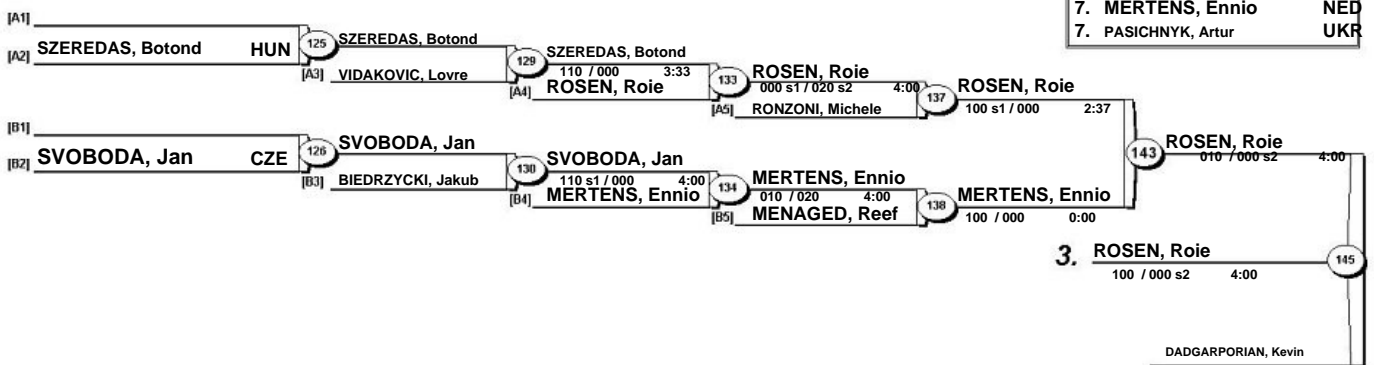 7. MERTENS, Ennio NED
7. PASICHNYK, Artur UKR
[A1]
[A2] SZEREDAS, Botond HUN 125 SZEREDAS, Botond
[A3] VIDAKOVIC, Lovre 129 SZEREDAS, Botond
110 / 000 3:33
[A4] ROSEN, Roie 133 ROSEN, Roie
000 s1 / 020 s2 4:00
[A5] RONZONI, Michele 137 ROSEN, Roie
100 s1 / 000 2:37
[B1]
[B2] SVOBODA, Jan CZE 126 SVOBODA, Jan
[B3] BIEDRZYCKI, Jakub 130 SVOBODA, Jan
110 s1 / 000 4:00
[B4] MERTENS, Ennio 134 MERTENS, Ennio
010 / 020 4:00
[B5] MENAGED, Reef 138 MERTENS, Ennio
100 / 000 0:00
143 ROSEN, Roie
010 / 000 s2 4:00
3. ROSEN, Roie 145
100 / 000 s2 4:00
DADGARPORIAN, Kevin